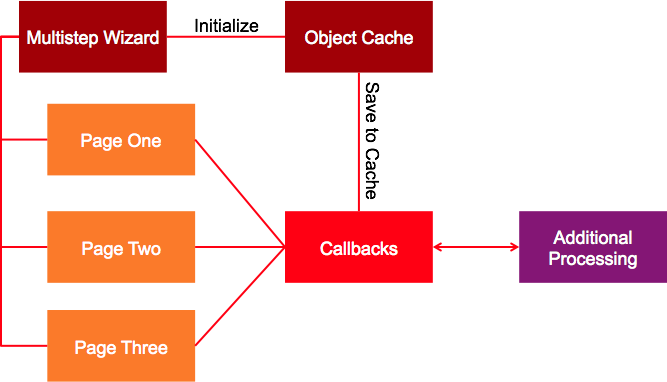 Multistep Wizard
Initialize
Object Cache
Save to Cache
Page One
Page Two
Callbacks
Additional
Processing
Page Three